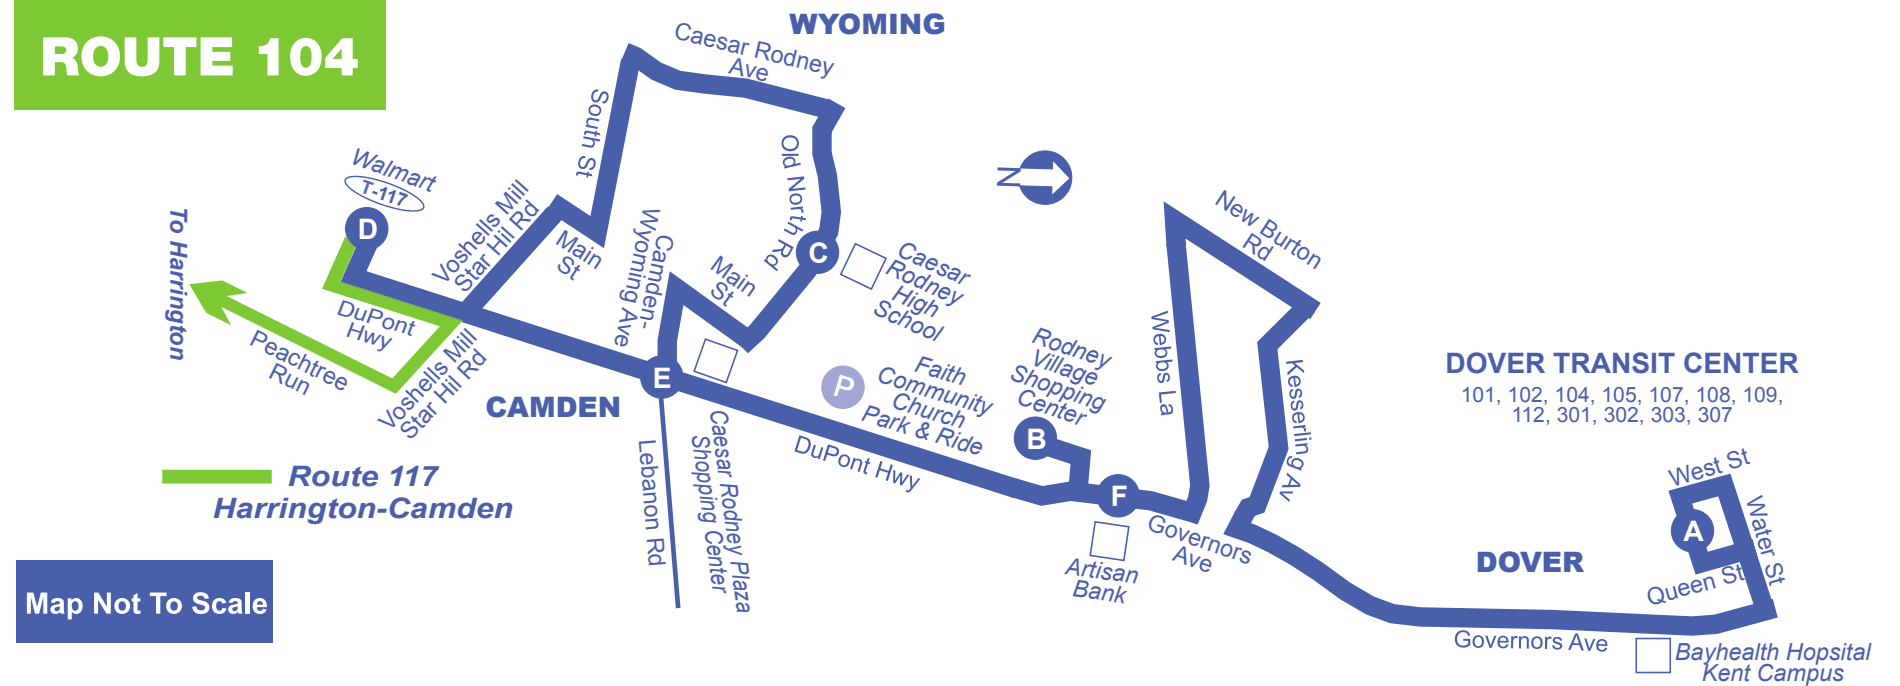 ROUTE 104
WYOMING
Caesar Rodney
Ave
South St
Old North Rd
Walmart
T-117
D
To Harrington
Voshells Mill
Star Hil Rd
Main
St
Camden-
Wyoming Ave
Main
St
C
Caesar
Rodney
High
School
N
New Burton
Rd
DuPont
Hwy
Peachtree
Run
Voshells Mill
Star Hil Rd
E
CAMDEN
Lebanon Rd
Caesar Rodney Plaza
Shopping Center
P
Faith
Community
Church
Park & Ride
DuPont Hwy
Rodney
Village
Shopping
Center
B
F
Artisan
Bank
Webbs La
Kesserling Av
Governors
Ave
DOVER TRANSIT CENTER
101, 102, 104, 105, 107, 108, 109,
112, 301, 302, 303, 307
West St
A
Water St
Queen St
DOVER
Governors Ave
Bayhealth Hopsital
Kent Campus
Route 117
Harrington-Camden
Map Not To Scale